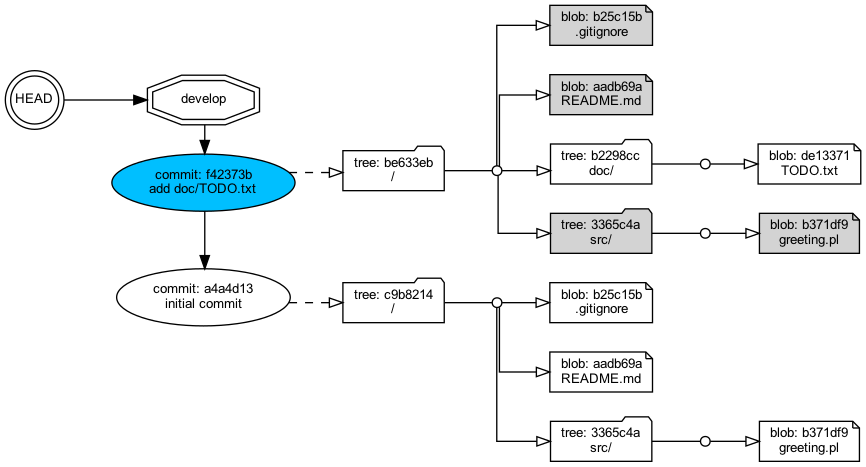 blob: b25c15b
.gitignore
HEAD
develop
blob: aadb69a
README.md
commit: f42373b
add doc/TODO.txt
tree: be633eb
/
tree: b2298cc
doc/
blob: de13371
TODO.txt
tree: 3365c4a
src/
blob: b371df9
greeting.pl
commit: a4a4d13
initial commit
tree: c9b8214
/
blob: b25c15b
.gitignore
blob: aadb69a
README.md
tree: 3365c4a
src/
blob: b371df9
greeting.pl